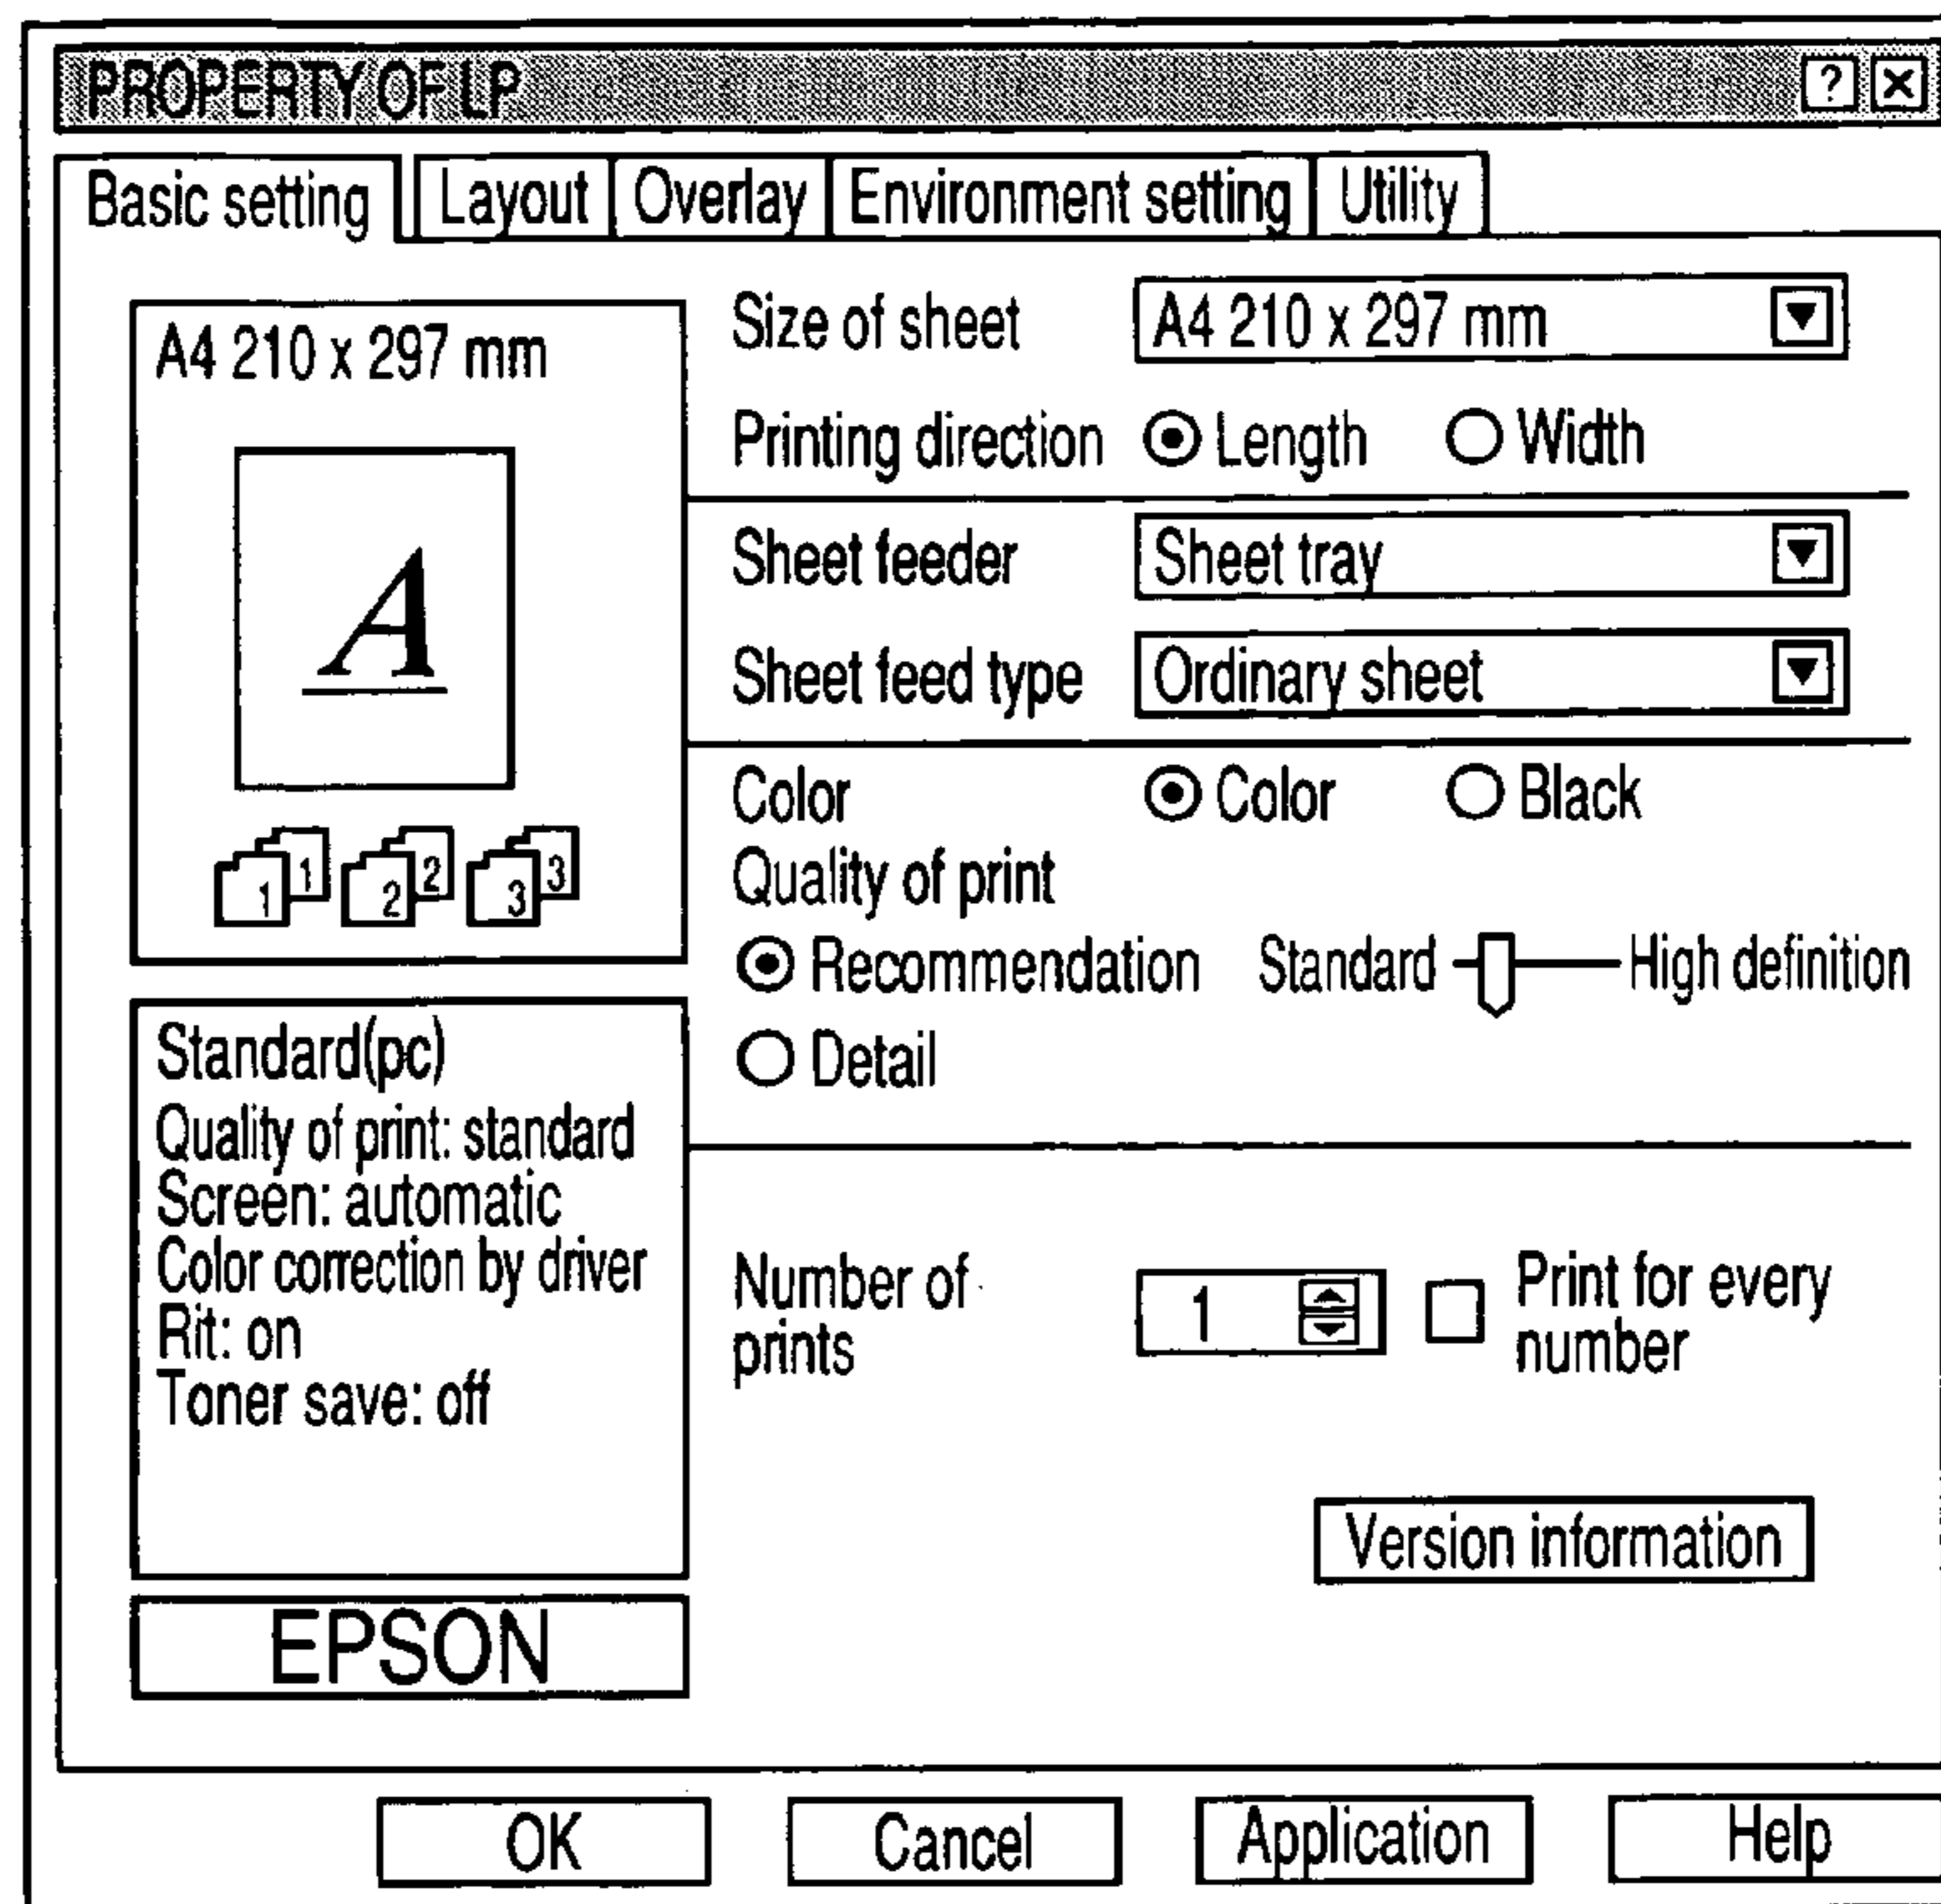 PROPERTY OF LP ? ×
Basic setting Layout Overlay Environment setting Utility
A4 210 x 297 mm
A
1 1 2 2 3 3
Size of sheet A4 210 x 297 mm
Printing direction Length Width
Sheet feeder Sheet tray
Sheet feed type Ordinary sheet
Color Color Black
Quality of print
Recommendation Standard High definition
Detail
Standard(pc)
Quality of print: standard
Screen: automatic
Color correction by driver
Rit: on
Toner save: off
Number of
prints
1
Print for every
number
Version information
EPSON
OK Cancel Application Help